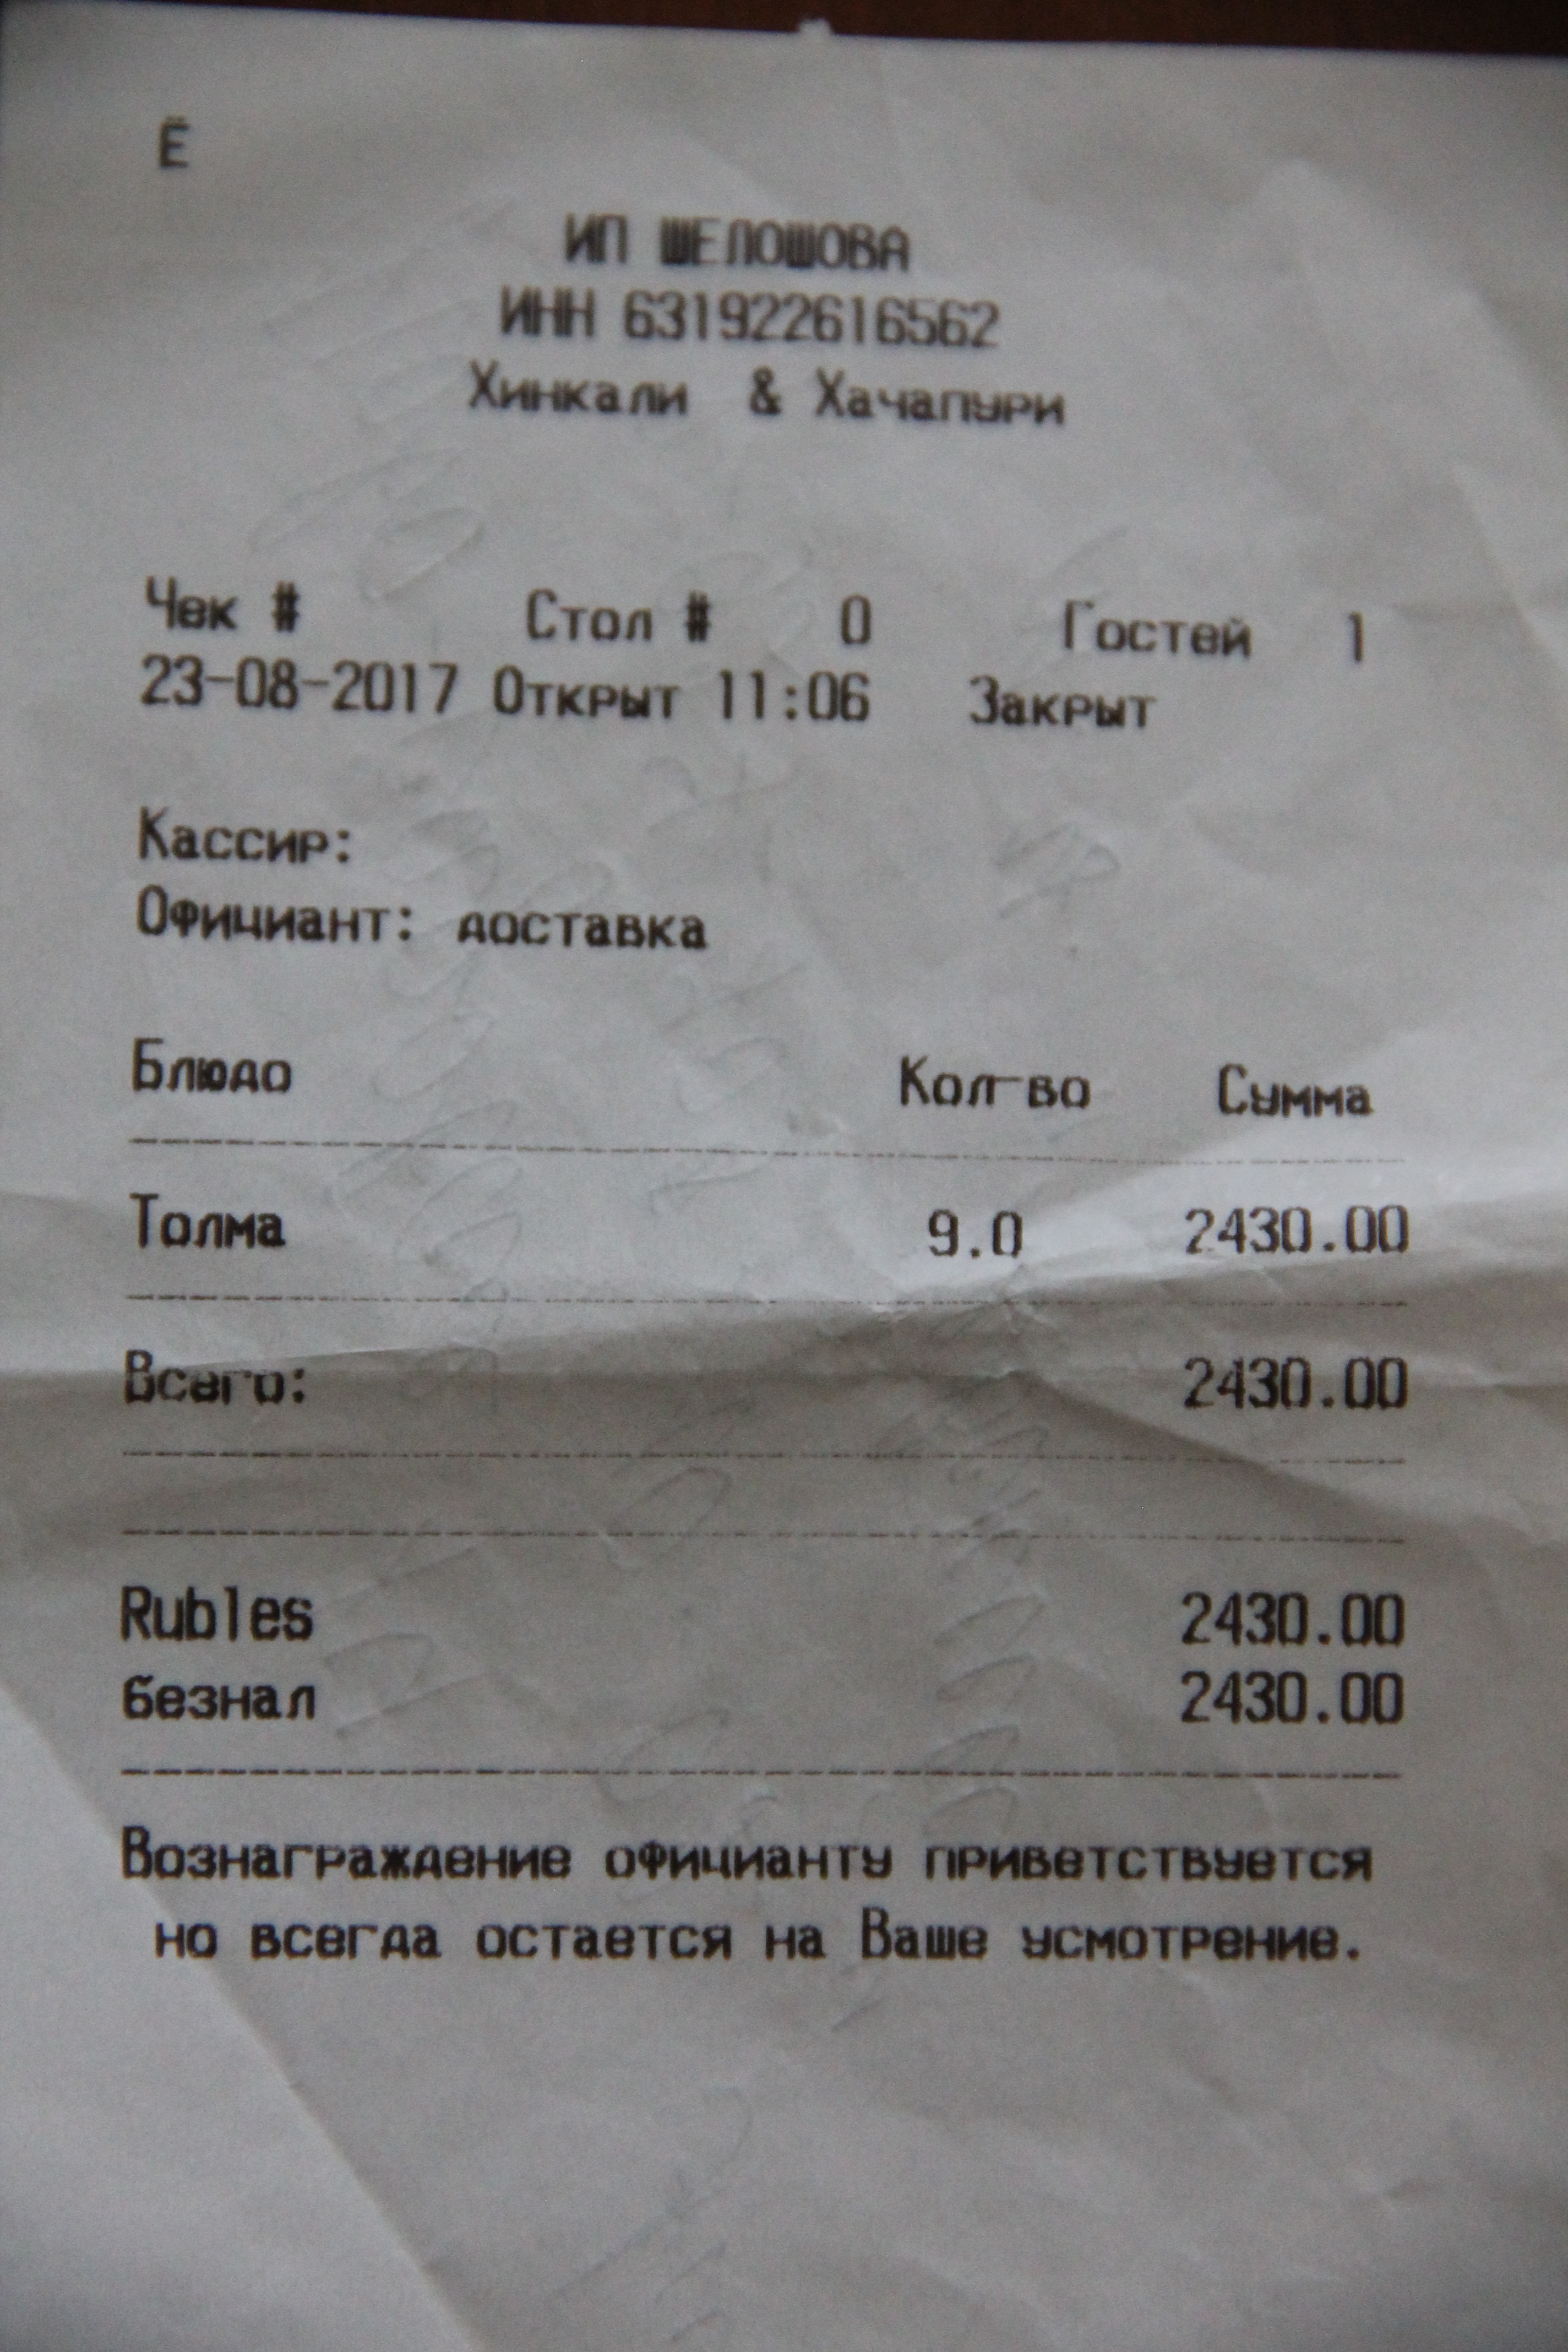 Ё
ИП ШЕЛОШОВА
ИНН 631922616562
Хинкали & Хачапури
Чек # Стол # 0 Гостей 1
23-08-2017 Открыт 11:06 Закрыт
Кассир:
Официант: доставка
Блюдо Кол-во Сумма
Толма 9.0 2430.00
Всего: 2430.00
Rubles 2430.00
безнал 2430.00
Вознаграждение официанту приветствуется
но всегда остается на Ваше усмотрение.